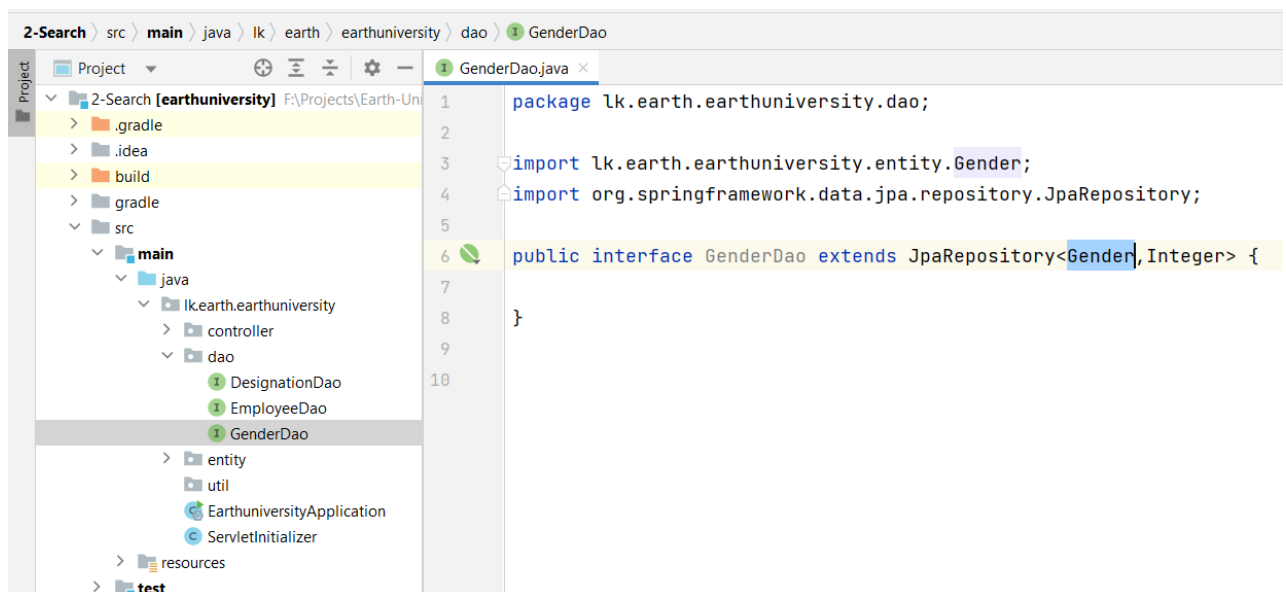 2-Search 〉 src 〉 main 〉 java 〉 lk 〉 earth 〉 earthuniversity 〉 dao 〉 I GenderDao
Project
Project
I GenderDao.java ×
2-Search [earthuniversity] F:\Projects\Earth-Uni
.gradle
.idea
build
gradle
src
main
java
lk.earth.earthuniversity
controller
dao
I DesignationDao
I EmployeeDao
I GenderDao
entity
util
C EarthuniversityApplication
C ServletInitializer
resources
test
1 package lk.earth.earthuniversity.dao;
2
3 import lk.earth.earthuniversity.entity.Gender;
4 import org.springframework.data.jpa.repository.JpaRepository;
5
6 public interface GenderDao extends JpaRepository<Gender,Integer> {
7
8 }
9
10